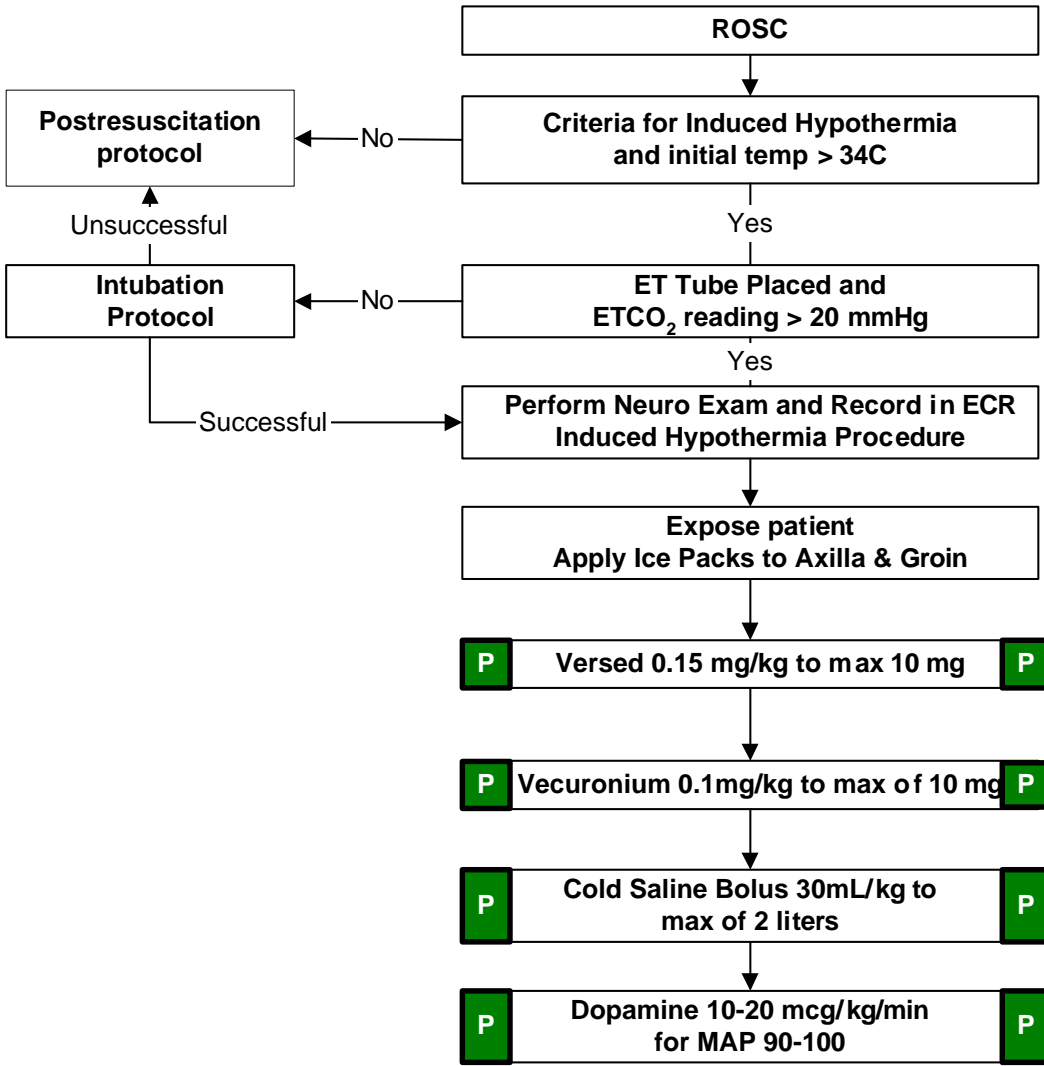 ROSC
Criteria for Induced Hypothermia
and initial temp > 34C
No
Postresuscitation
protocol
Yes
Unsuccessful
ET Tube Placed and
ETCO₂ reading > 20 mmHg
No
Intubation
Protocol
Yes
Successful
Perform Neuro Exam and Record in ECR
Induced Hypothermia Procedure
Expose patient
Apply Ice Packs to Axilla & Groin
P Versed 0.15 mg/kg to max 10 mg P
P Vecuronium 0.1mg/kg to max of 10 mg P
P Cold Saline Bolus 30mL/kg to
max of 2 liters P
P Dopamine 10-20 mcg/kg/min
for MAP 90-100 P